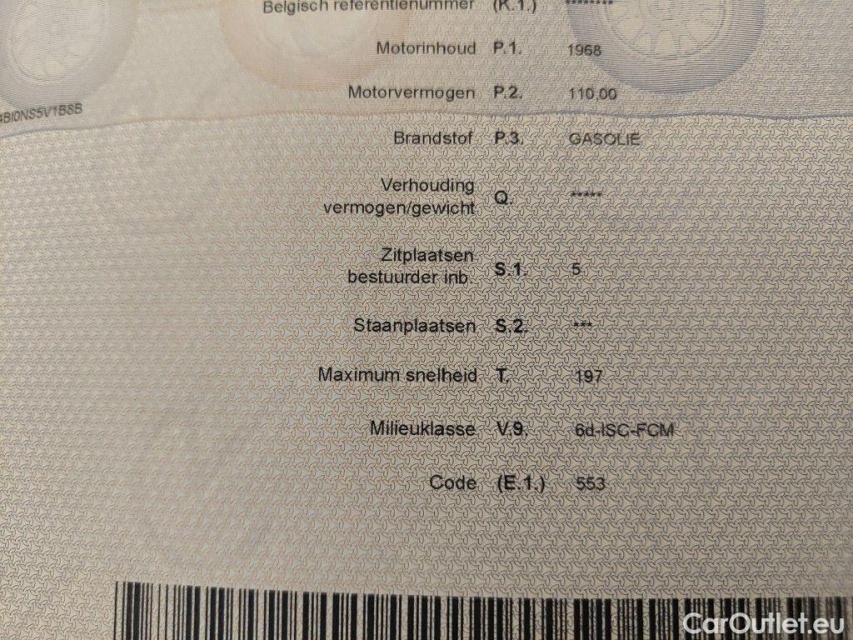 Belgisch referentienummer (K.1.) *******
Motorinhoud P.1. 1968
Motorvermogen P.2. 110,00
Brandstof P.3. GASOLIE
Verhouding
vermogen/gewicht Q. *****
Zitplaatsen
bestuurder inb. S.1. 5
Staanplaatsen S.2. ***
Maximum snelheid T. 197
Milieuklasse V.9. 6d-ISC-FCM
Code (E.1.) 553
CarOutlet.eu